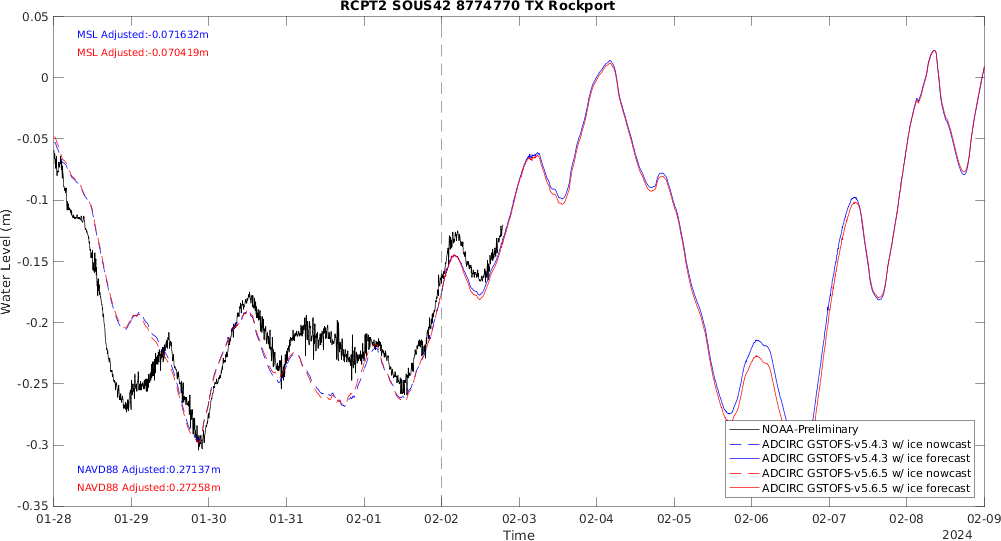 RCPT2 SOUS42 8774770 TX Rockport
0.05
0
-0.05
-0.1
-0.15
-0.2
-0.25
-0.3
-0.35
Water Level (m)
MSL Adjusted:-0.071632m
MSL Adjusted:-0.070419m
NAVD88 Adjusted:0.27137m
NAVD88 Adjusted:0.27258m
NOAA-Preliminary
ADCIRC GSTOFS-v5.4.3 w/ ice nowcast
ADCIRC GSTOFS-v5.4.3 w/ ice forecast
ADCIRC GSTOFS-v5.6.5 w/ ice nowcast
ADCIRC GSTOFS-v5.6.5 w/ ice forecast
01-28 01-29 01-30 01-31 02-01 02-02 02-03 02-04 02-05 02-06 02-07 02-08 02-09
Time
2024